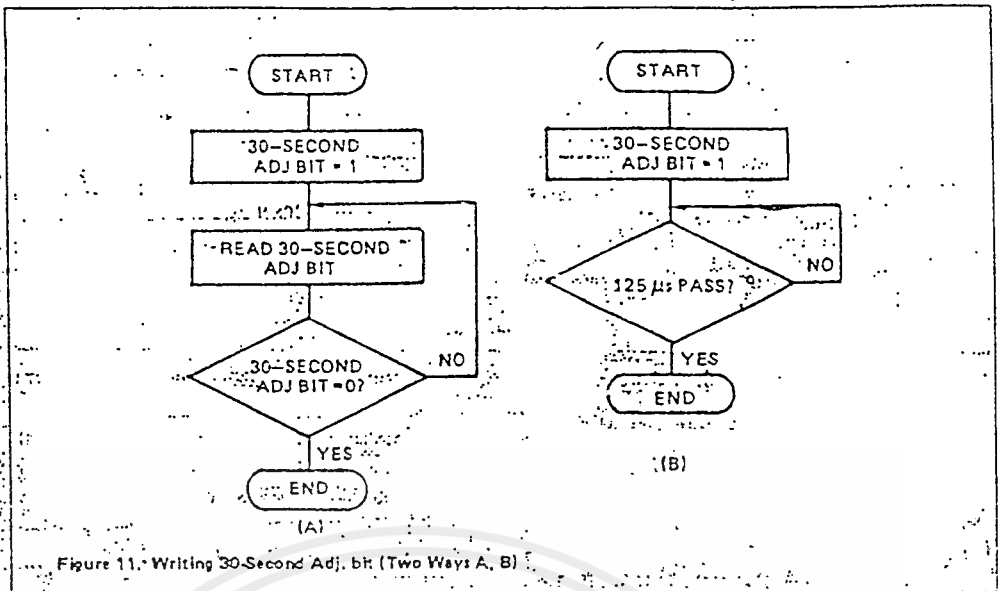 START
30-SECOND
ADJ BIT = 1
READ 30-SECOND
ADJ BIT
30-SECOND
ADJ BIT = 0?
NO
YES
END
(A)
START
30-SECOND
ADJ BIT = 1
125 μs PASS?
NO
YES
END
(B)
Figure 11. Writing 30-Second Adj. bit (Two Ways A, B)